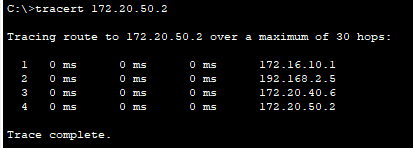 C:\>tracert 172.20.50.2
Tracing route to 172.20.50.2 over a maximum of 30 hops:
1 0 ms 0 ms 0 ms 172.16.10.1
2 0 ms 0 ms 0 ms 192.168.2.5
3 0 ms 0 ms 0 ms 172.20.40.6
4 0 ms 0 ms 0 ms 172.20.50.2
Trace complete.